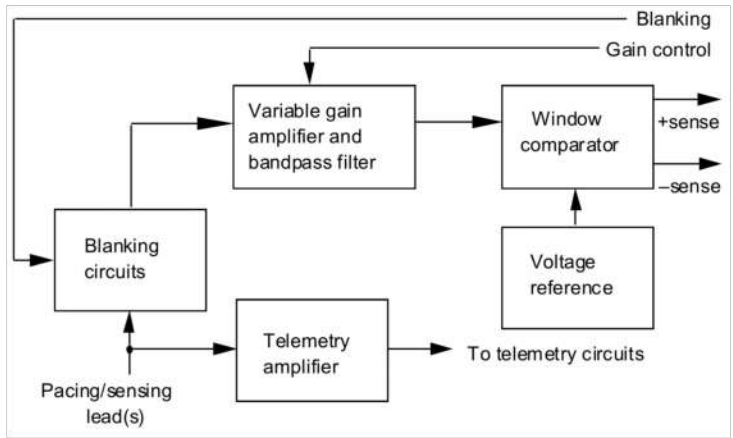 Blanking
Gain control
Variable gain
amplifier and
bandpass filter
Window
comparator
+sense
–sense
Blanking
circuits
Voltage
reference
Telemetry
amplifier
To telemetry circuits
Pacing/sensing
lead(s)